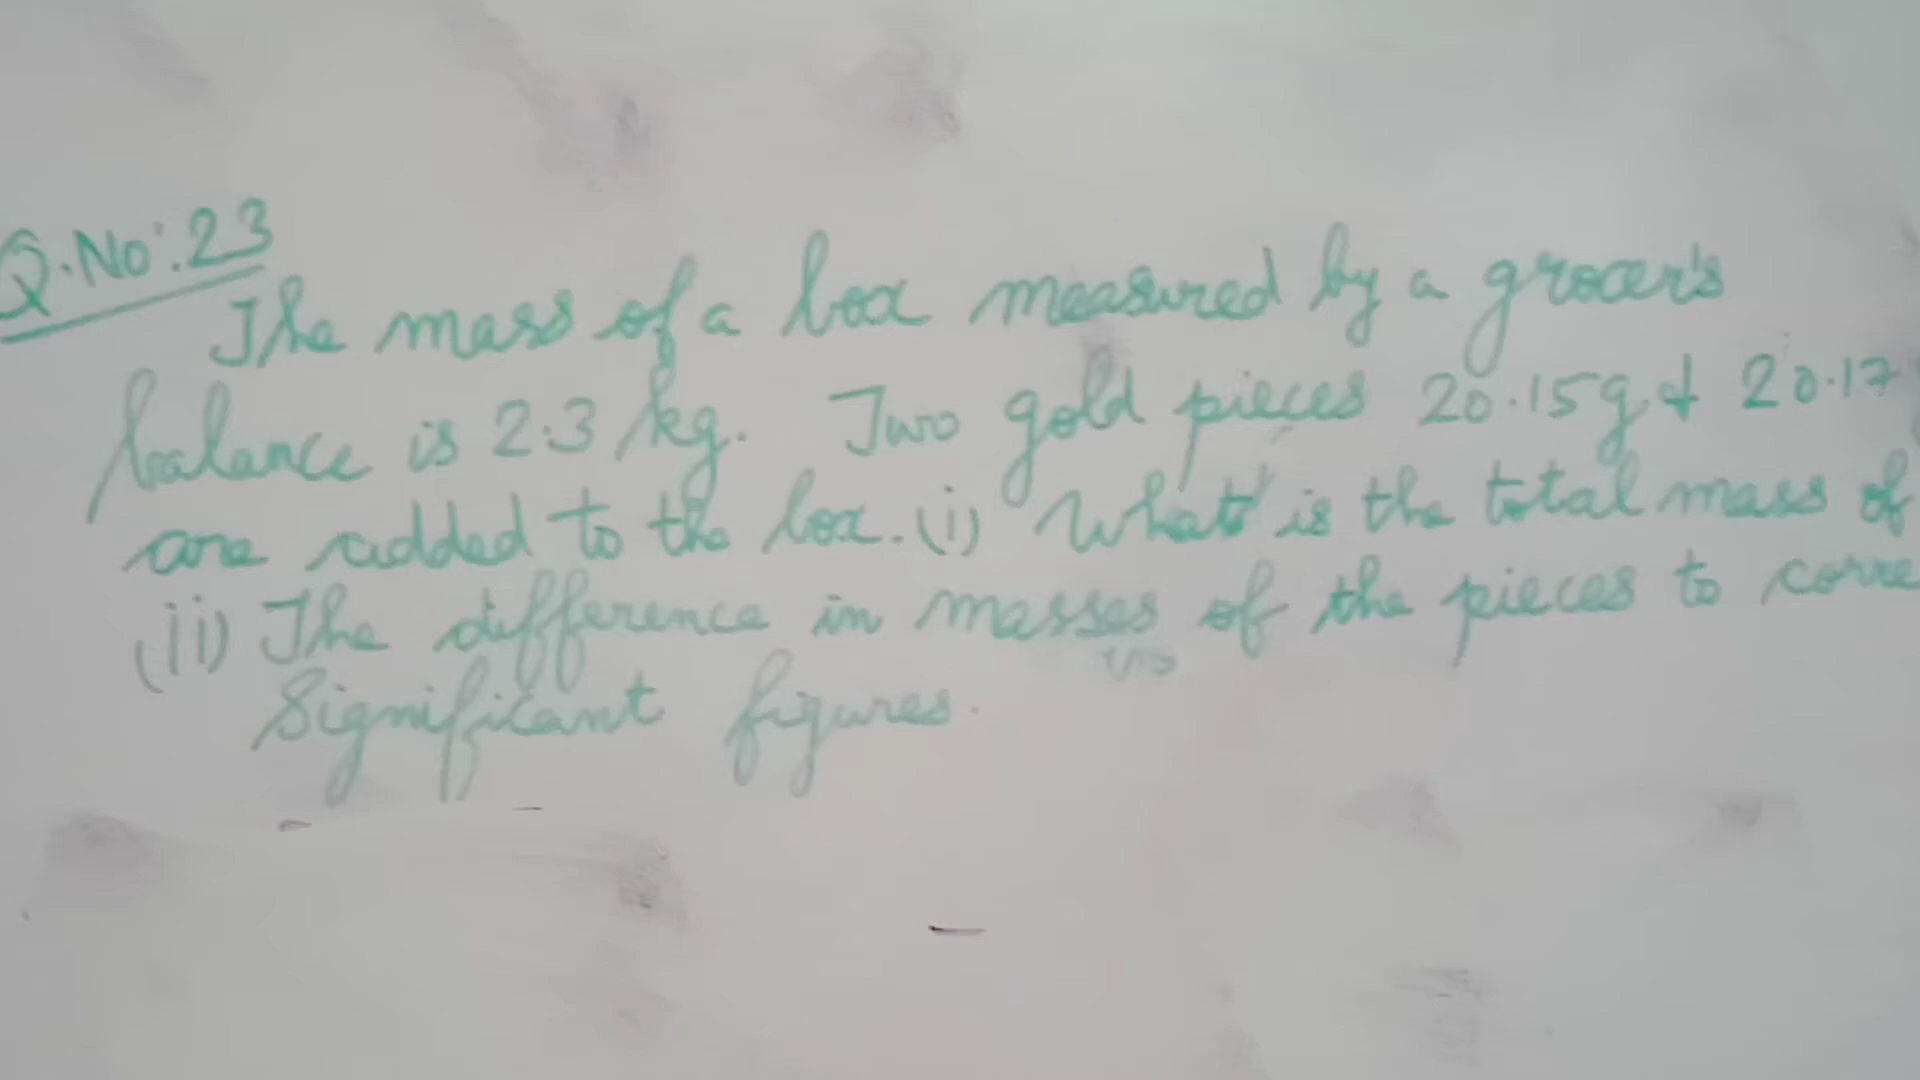 Q.No:23
The mass of a box measured by a grocer's
balance is 2.3 kg. Two gold pieces 20.15g & 20.17
are added to the box. (i) What is the total mass of
(ii) The difference in masses of the pieces to corre
Significant figures.